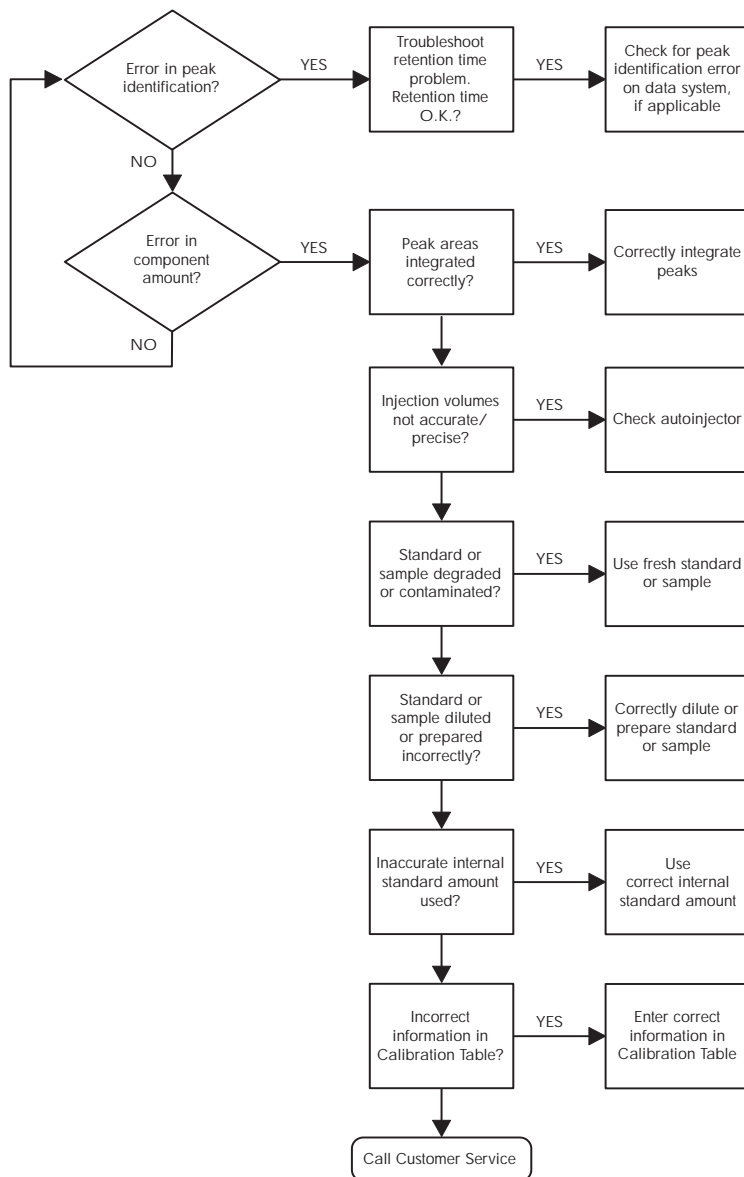 Error in peak
identification?
YES
Troubleshoot
retention time
problem.
Retention time
O.K.?
YES
Check for peak
identification error
on data system,
if applicable
NO
Error in
component
amount?
YES
Peak areas
integrated
correctly?
YES
Correctly integrate
peaks
NO
Injection volumes
not accurate/
precise?
YES
Check autoinjector
Standard or
sample degraded
or contaminated?
YES
Use fresh standard
or sample
Standard or
sample diluted
or prepared
incorrectly?
YES
Correctly dilute or
prepare standard
or sample
Inaccurate internal
standard amount
used?
YES
Use
correct internal
standard amount
Incorrect
information in
Calibration Table?
YES
Enter correct
information in
Calibration Table
Call Customer Service